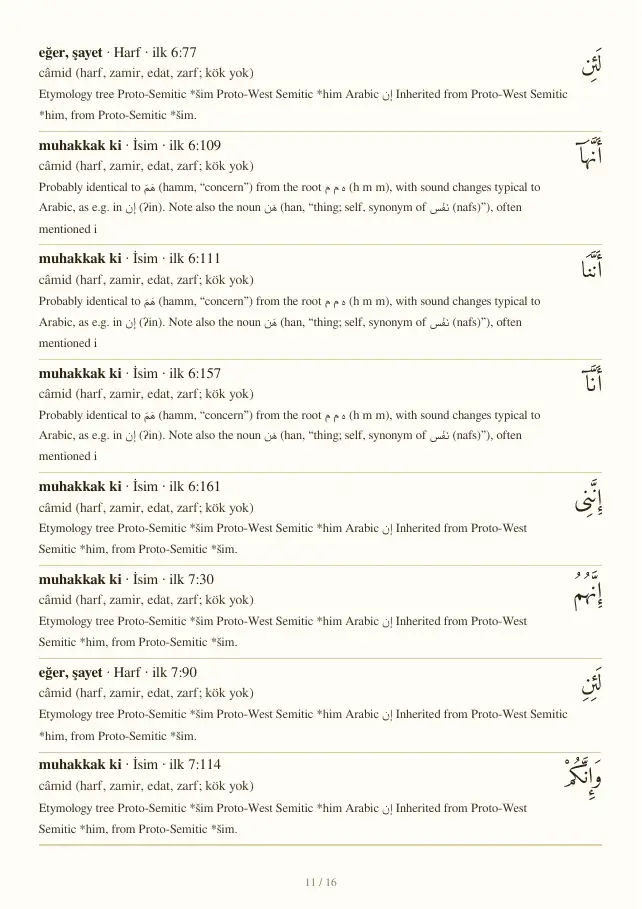 eğer, şayet · Harf · ilk 6:77
لَئِن
câmid (harf, zamir, edat, zarf; kök yok)
Etymology tree Proto-Semitic *šim Proto-West Semitic *him Arabic إن Inherited from Proto-West Semitic
*him, from Proto-Semitic *šim.
muhakkak ki · İsim · ilk 6:109
أَنَّهَآ
câmid (harf, zamir, edat, zarf; kök yok)
Probably identical to هَمّ (hamm, “concern”) from the root ه م م (h m m), with sound changes typical to
Arabic, as e.g. in إن (ʔin). Note also the noun هَن (han, “thing; self, synonym of نفْس (nafs)”), often
mentioned i
muhakkak ki · İsim · ilk 6:111
أَنَّنَا
câmid (harf, zamir, edat, zarf; kök yok)
Probably identical to هَمّ (hamm, “concern”) from the root ه م م (h m m), with sound changes typical to
Arabic, as e.g. in إن (ʔin). Note also the noun هَن (han, “thing; self, synonym of نفْس (nafs)”), often
mentioned i
muhakkak ki · İsim · ilk 6:157
أَنَّآ
câmid (harf, zamir, edat, zarf; kök yok)
Probably identical to هَمّ (hamm, “concern”) from the root ه م م (h m m), with sound changes typical to
Arabic, as e.g. in إن (ʔin). Note also the noun هَن (han, “thing; self, synonym of نفْس (nafs)”), often
mentioned i
muhakkak ki · İsim · ilk 6:161
إِنَّنِى
câmid (harf, zamir, edat, zarf; kök yok)
Etymology tree Proto-Semitic *šim Proto-West Semitic *him Arabic إن Inherited from Proto-West
Semitic *him, from Proto-Semitic *šim.
muhakkak ki · İsim · ilk 7:30
إِنَّهُمُ
câmid (harf, zamir, edat, zarf; kök yok)
Etymology tree Proto-Semitic *šim Proto-West Semitic *him Arabic إن Inherited from Proto-West
Semitic *him, from Proto-Semitic *šim.
eğer, şayet · Harf · ilk 7:90
لَئِنِ
câmid (harf, zamir, edat, zarf; kök yok)
Etymology tree Proto-Semitic *šim Proto-West Semitic *him Arabic إن Inherited from Proto-West Semitic
*him, from Proto-Semitic *šim.
muhakkak ki · İsim · ilk 7:114
وَإِنَّكُمْ
câmid (harf, zamir, edat, zarf; kök yok)
Etymology tree Proto-Semitic *šim Proto-West Semitic *him Arabic إن Inherited from Proto-West
Semitic *him, from Proto-Semitic *šim.
11 / 16